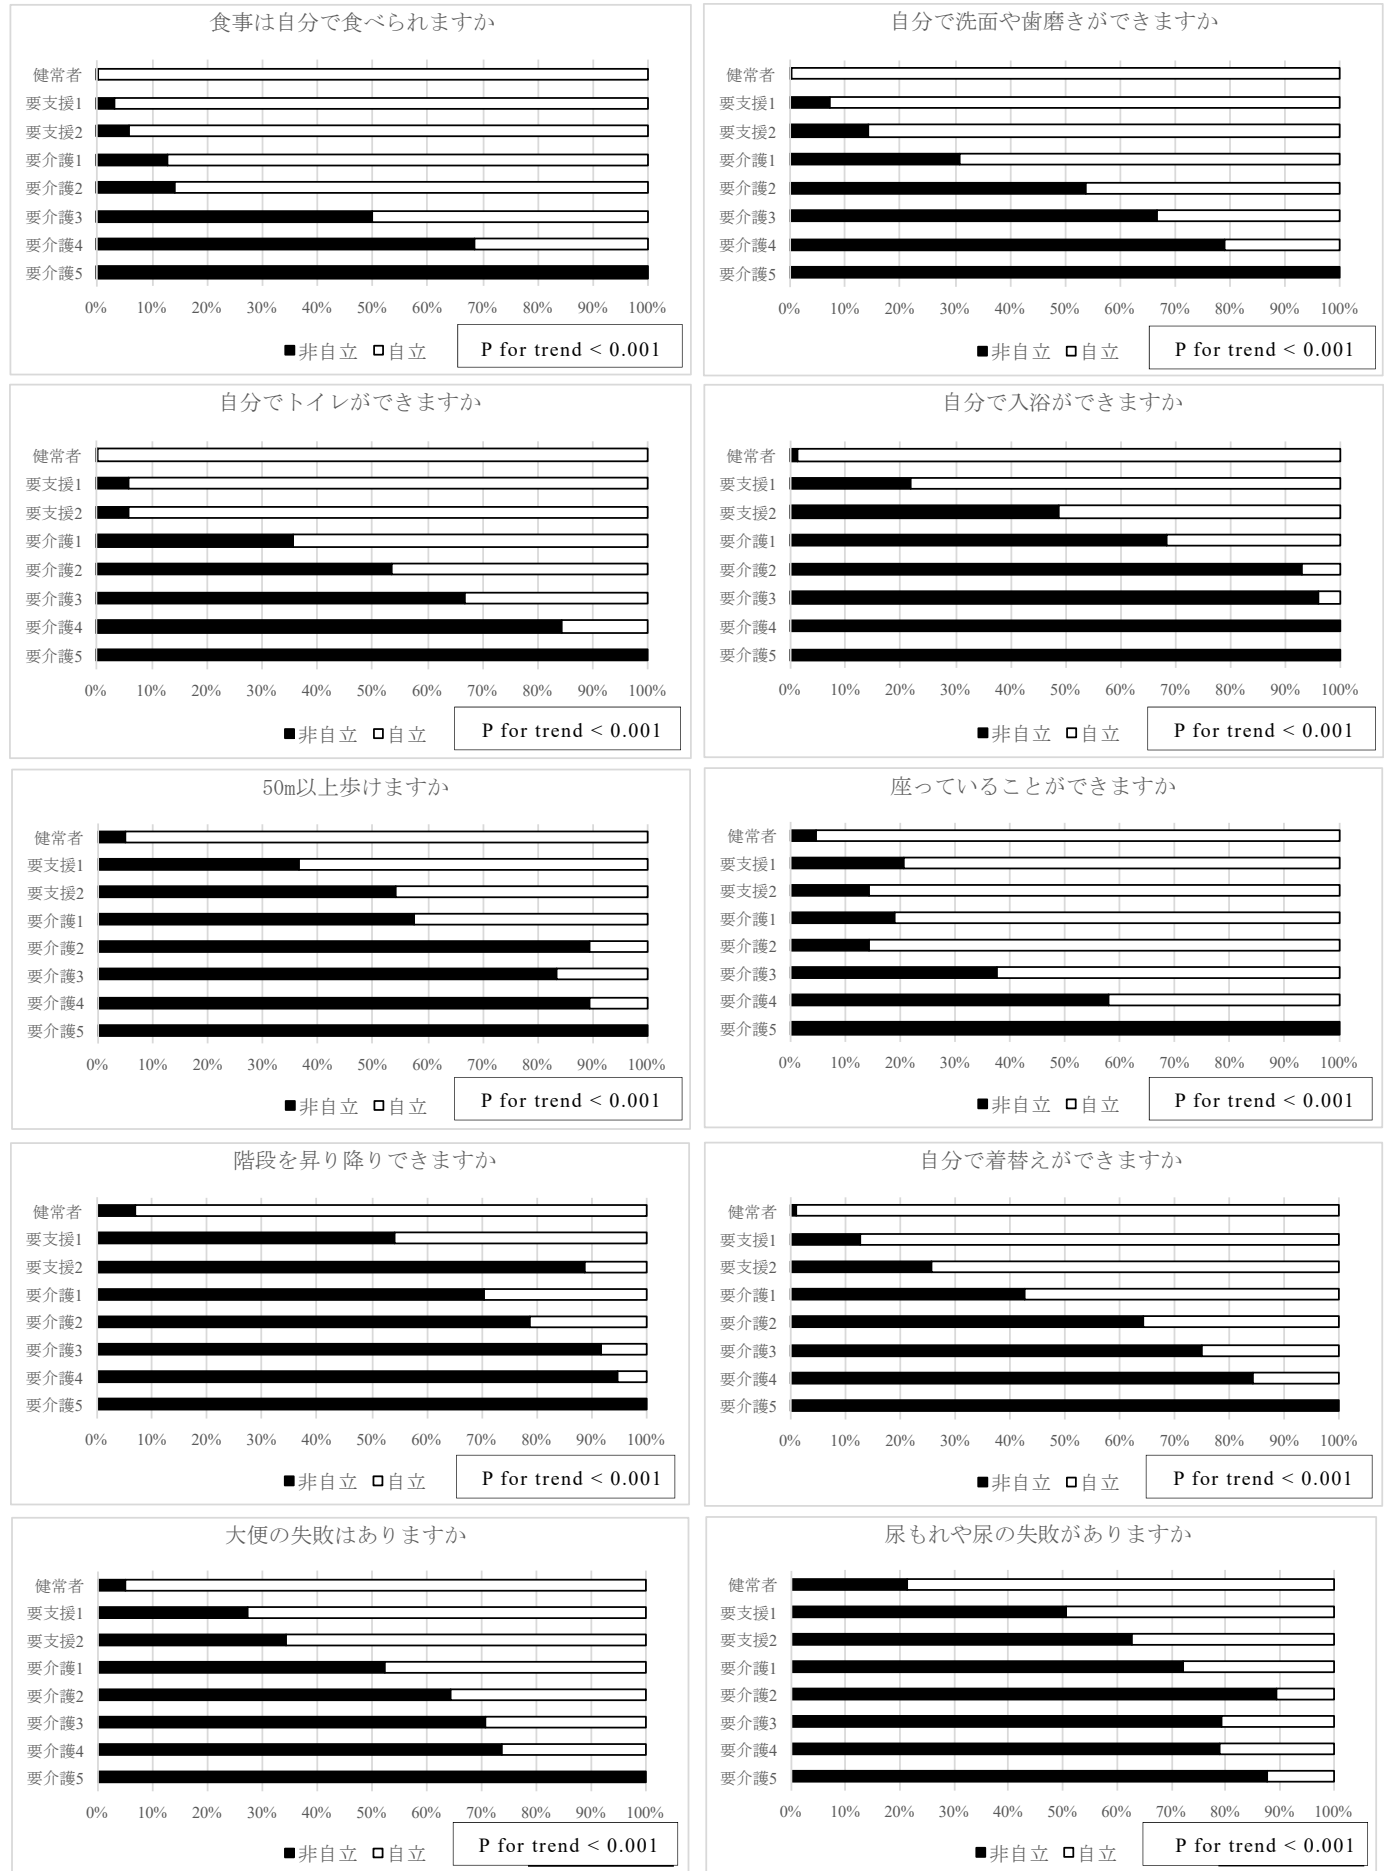 食事は自分で食べられますか
健常者
要支援1
要支援2
要介護1
要介護2
要介護3
要介護4
要介護5
0% 10% 20% 30% 40% 50% 60% 70% 80% 90% 100%
■非自立 □自立
P for trend < 0.001
自分で洗面や歯磨きができますか
健常者
要支援1
要支援2
要介護1
要介護2
要介護3
要介護4
要介護5
0% 10% 20% 30% 40% 50% 60% 70% 80% 90% 100%
■非自立 □自立
P for trend < 0.001
自分でトイレができますか
健常者
要支援1
要支援2
要介護1
要介護2
要介護3
要介護4
要介護5
0% 10% 20% 30% 40% 50% 60% 70% 80% 90% 100%
■非自立 □自立
P for trend < 0.001
自分で入浴ができますか
健常者
要支援1
要支援2
要介護1
要介護2
要介護3
要介護4
要介護5
0% 10% 20% 30% 40% 50% 60% 70% 80% 90% 100%
■非自立 □自立
P for trend < 0.001
50m以上歩けますか
健常者
要支援1
要支援2
要介護1
要介護2
要介護3
要介護4
要介護5
0% 10% 20% 30% 40% 50% 60% 70% 80% 90% 100%
■非自立 □自立
P for trend < 0.001
座っていることができますか
健常者
要支援1
要支援2
要介護1
要介護2
要介護3
要介護4
要介護5
0% 10% 20% 30% 40% 50% 60% 70% 80% 90% 100%
■非自立 □自立
P for trend < 0.001
階段を昇り降りできますか
健常者
要支援1
要支援2
要介護1
要介護2
要介護3
要介護4
要介護5
0% 10% 20% 30% 40% 50% 60% 70% 80% 90% 100%
■非自立 □自立
P for trend < 0.001
自分で着替えができますか
健常者
要支援1
要支援2
要介護1
要介護2
要介護3
要介護4
要介護5
0% 10% 20% 30% 40% 50% 60% 70% 80% 90% 100%
■非自立 □自立
P for trend < 0.001
大便の失敗はありますか
健常者
要支援1
要支援2
要介護1
要介護2
要介護3
要介護4
要介護5
0% 10% 20% 30% 40% 50% 60% 70% 80% 90% 100%
■非自立 □自立
P for trend < 0.001
尿もれや尿の失敗がありますか
健常者
要支援1
要支援2
要介護1
要介護2
要介護3
要介護4
要介護5
0% 10% 20% 30% 40% 50% 60% 70% 80% 90% 100%
■非自立 □自立
P for trend < 0.001